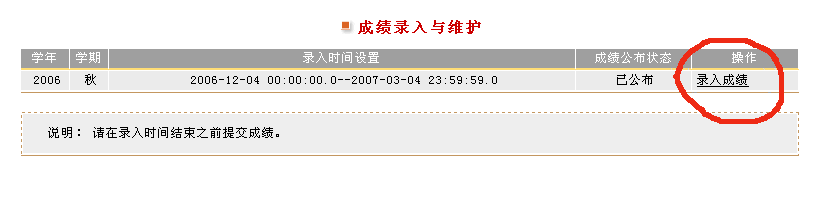 成绩录入与维护
学年 学期 录入时间设置 成绩公布状态 操作
2006 秋 2006-12-04 00:00:00.0--2007-03-04 23:59:59.0 已公布 录入成绩
说明： 请在录入时间结束之前提交成绩。